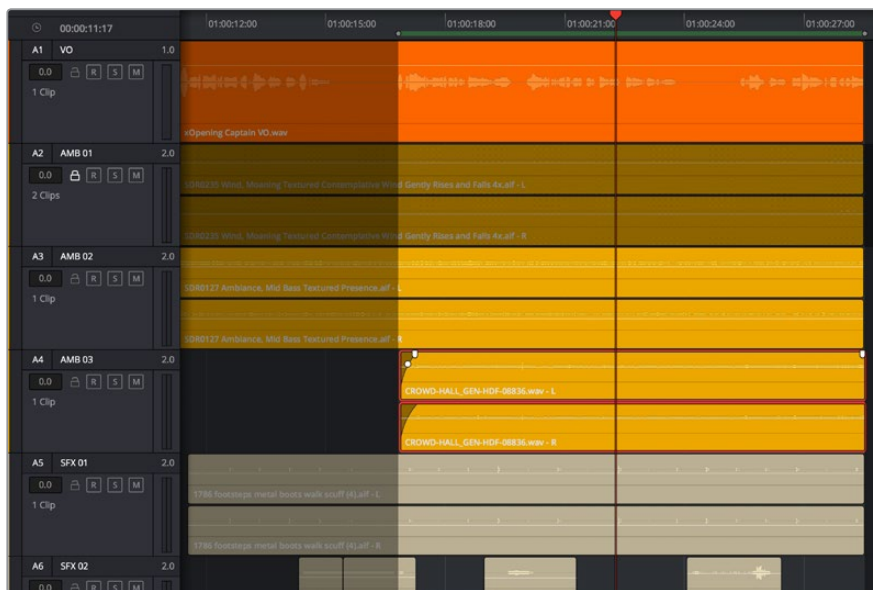 00:00:11:17
01:00:12:00 01:00:15:00 01:00:18:00 01:00:21:00 01:00:24:00 01:00:27:00
A1 VO 1.0
0.0 R S M
1 Clip
xOpening Captain VO.wav
A2 AMB 01 2.0
0.0 R S M
2 Clips
SDR0235 Wind, Moaning Textured Contemplative Wind Gently Rises and Falls 4x.aif - L
SDR0235 Wind, Moaning Textured Contemplative Wind Gently Rises and Falls 4x.aif - R
A3 AMB 02 2.0
0.0 R S M
1 Clip
SDR0127 Ambiance, Mid Bass Textured Presence.aif - L
SDR0127 Ambiance, Mid Bass Textured Presence.aif - R
A4 AMB 03 2.0
0.0 R S M
1 Clip
CROWD-HALL_GEN-HDF-08836.wav - L
CROWD-HALL_GEN-HDF-08836.wav - R
A5 SFX 01 2.0
0.0 R S M
1 Clip
1786 footsteps metal boots walk scuff (4).aif - L
1786 footsteps metal boots walk scuff (4).aif - R
A6 SFX 02 2.0
0.0 R S M